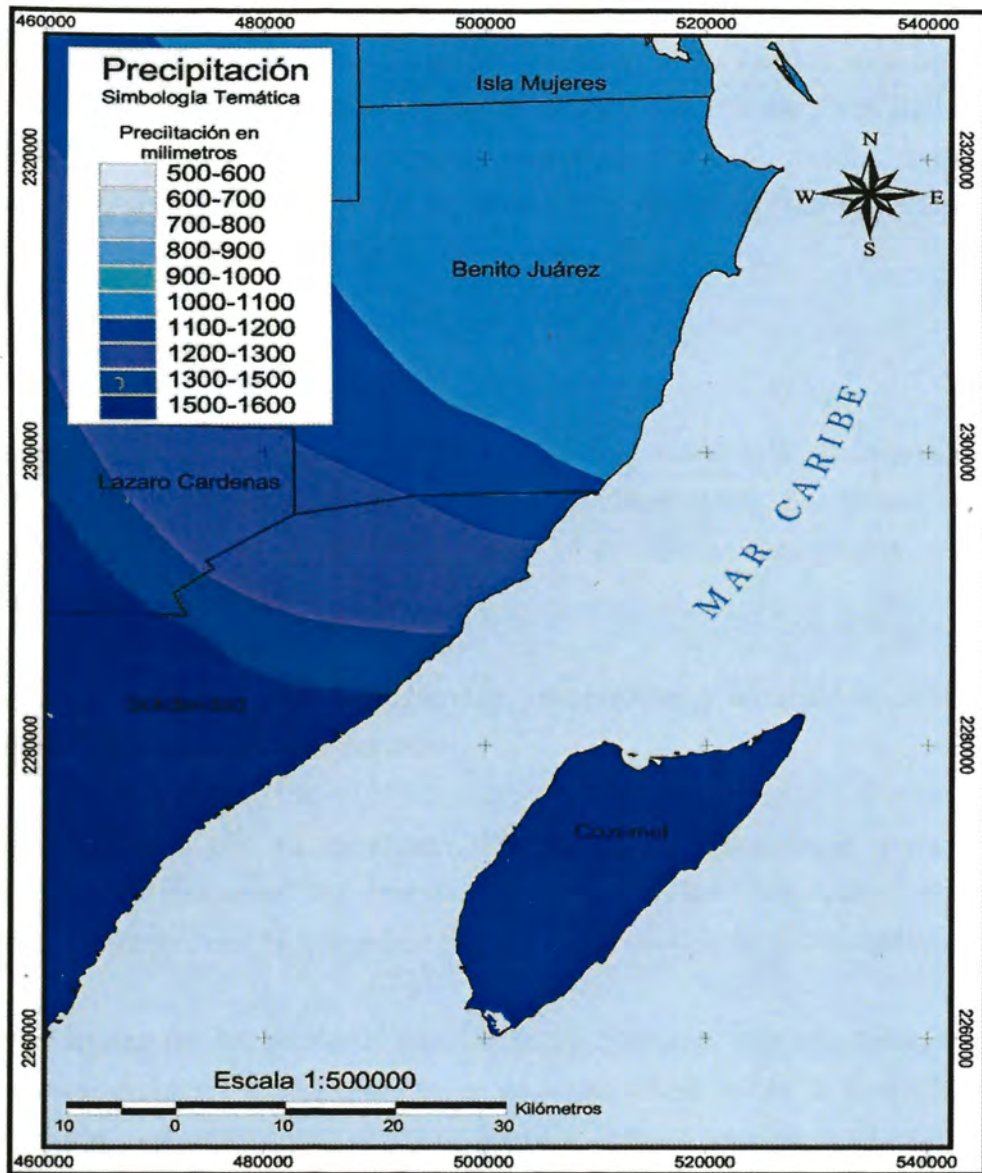 460000 480000 500000 520000 540000
Precipitación
Simbología Temática
Preciltación en
milimetros
500-600
600-700
700-800
800-900
900-1000
1000-1100
1100-1200
1200-1300
1300-1500
1500-1600
Isla Mujeres
N
W E
S
Benito Juárez
2320000 2320000
MAR CARIBE
2300000 2300000
Lazaro Cardenas
Solidaridad
2280000 2280000
Cozumel
2260000 2260000
Escala 1:500000
10 0 10 20 30 Kilómetros
460000 480000 500000 520000 540000